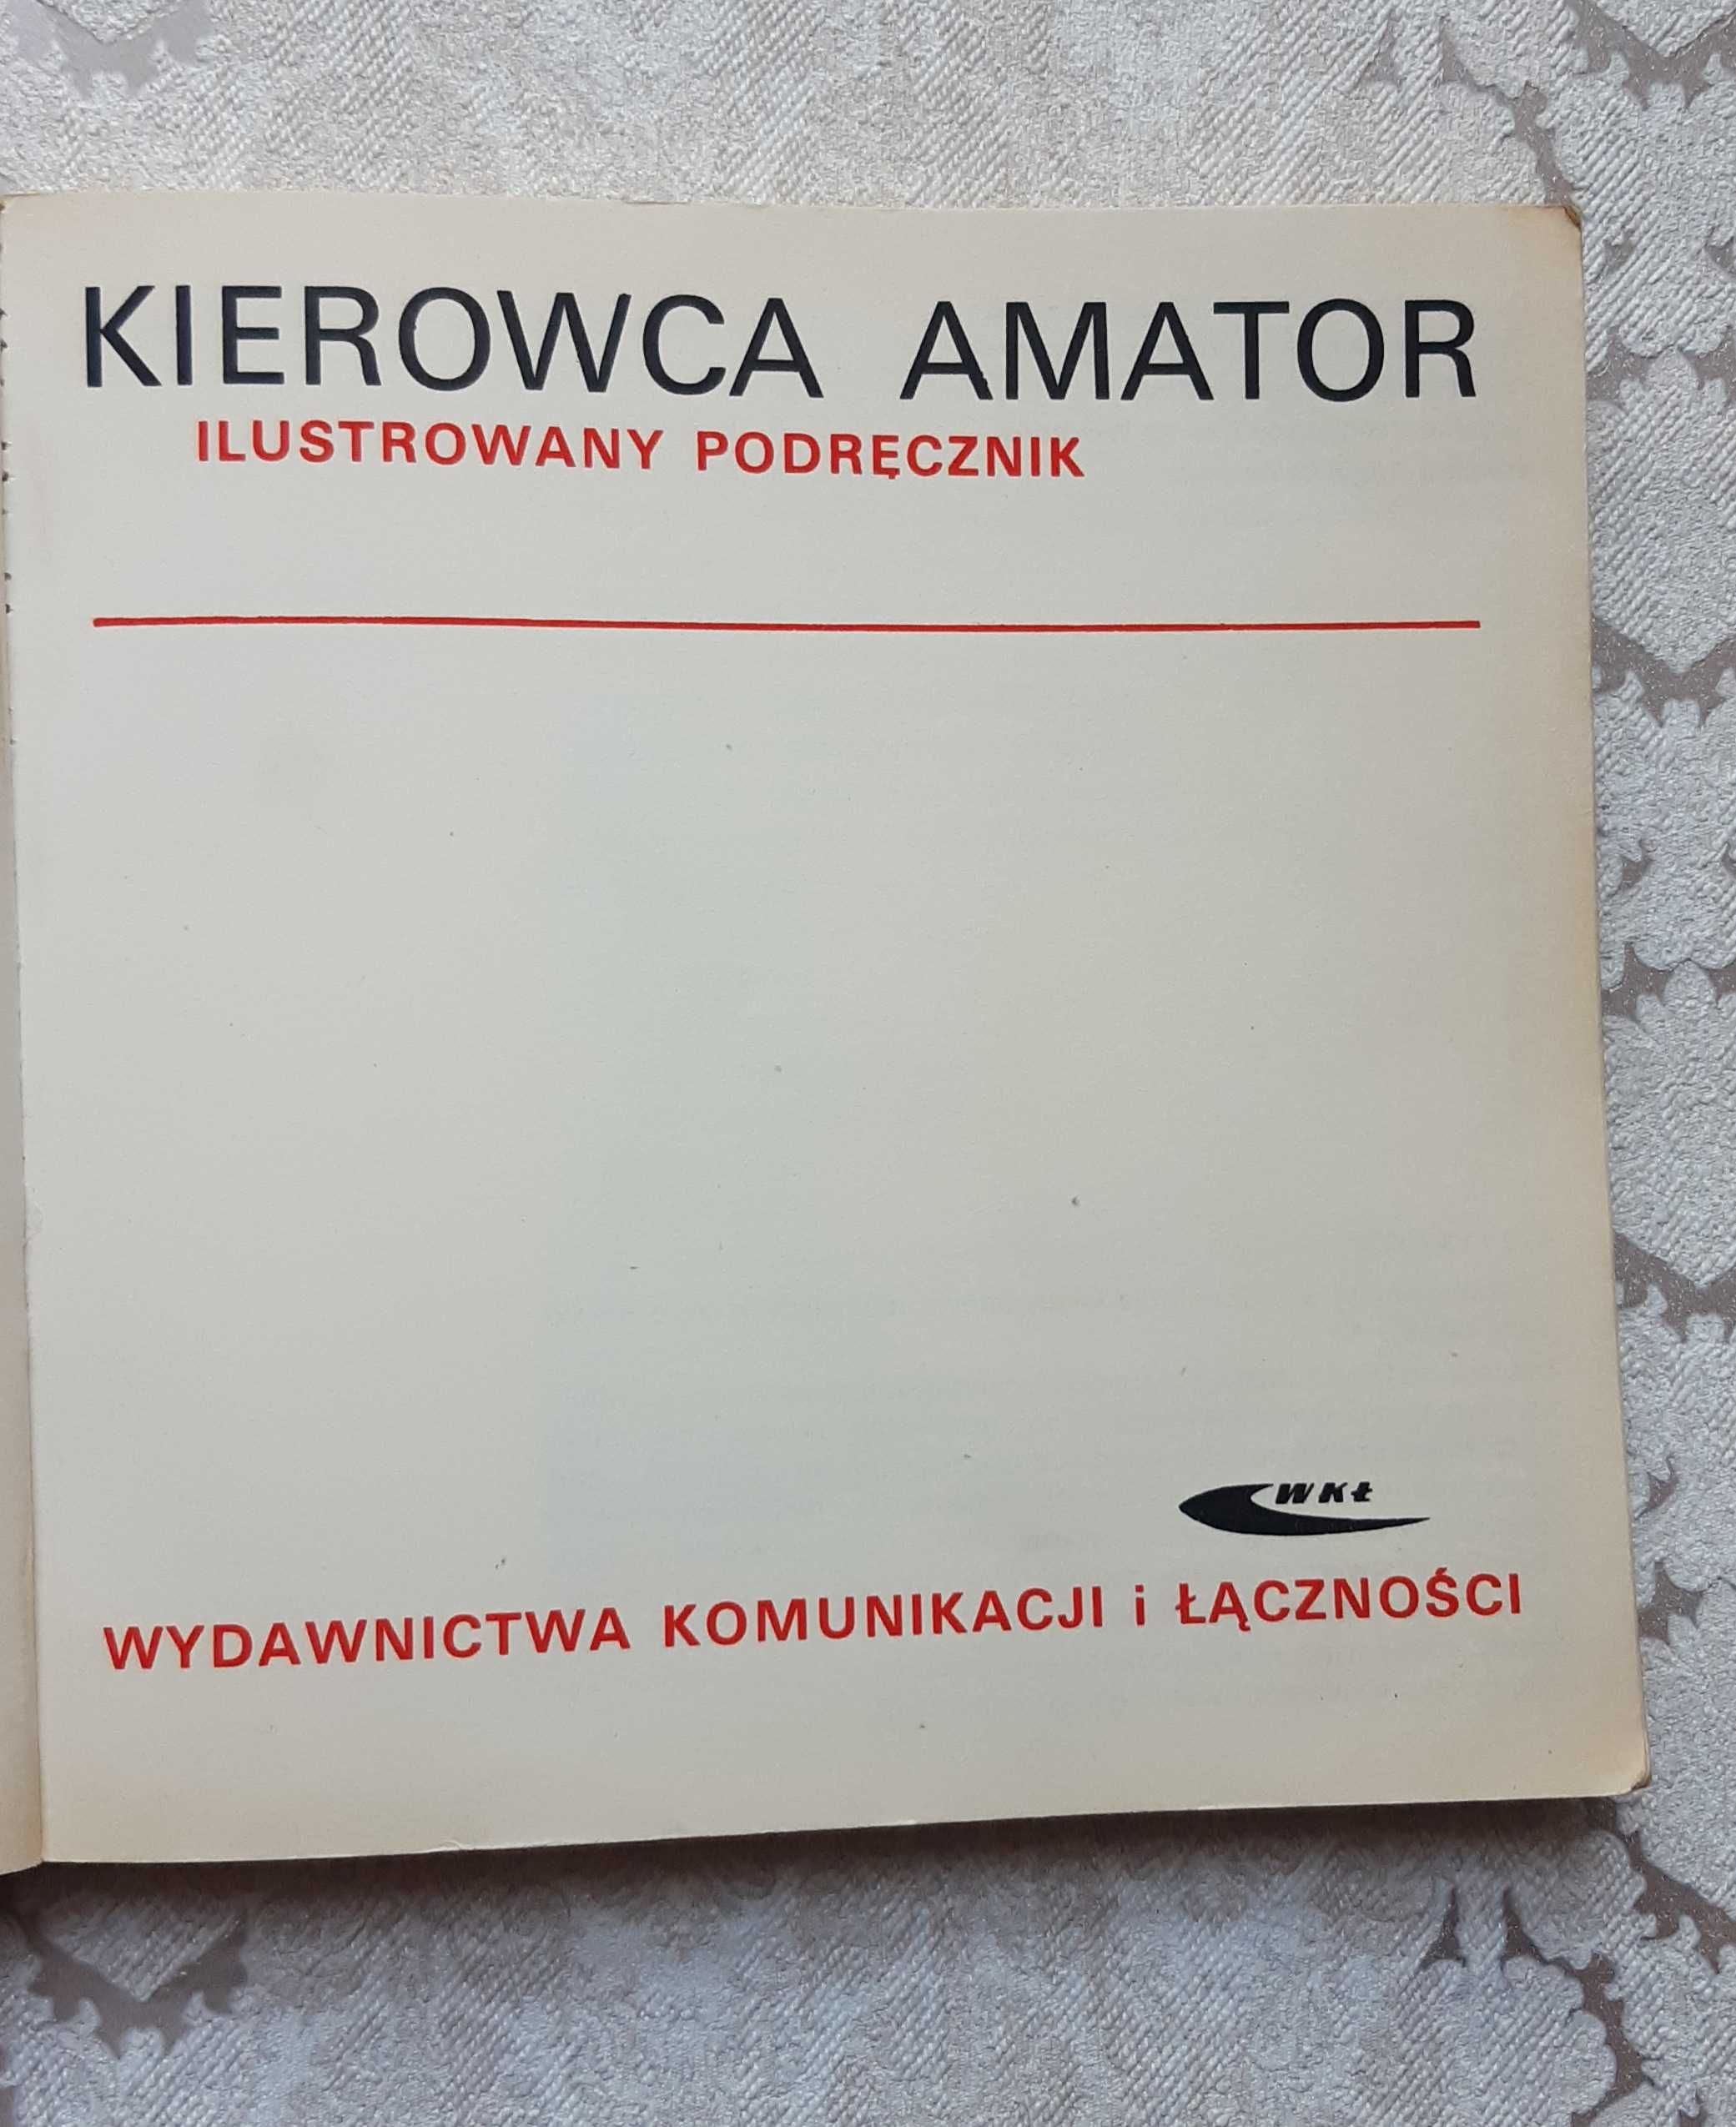 KIEROWCA AMATOR
ILUSTROWANY PODRĘCZNIK
WKŁ
WYDAWNICTWA KOMUNIKACJI i ŁĄCZNOŚCI